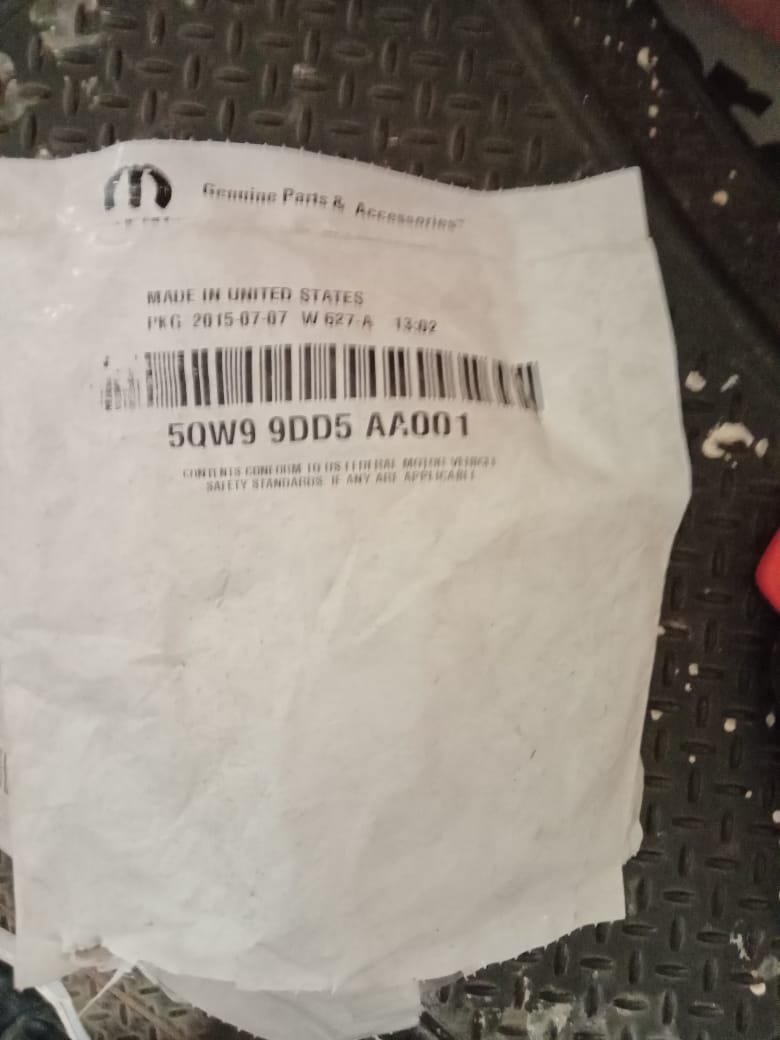 Genuine Parts & Accessories™
MADE IN UNITED STATES
PKG 2015-07-07 W 627-A 13:02
5QW9 9DD5 AA001
CONTENTS CONFORM TO US FEDERAL MOTOR VEHICLE
SAFETY STANDARDS IF ANY ARE APPLICABLE